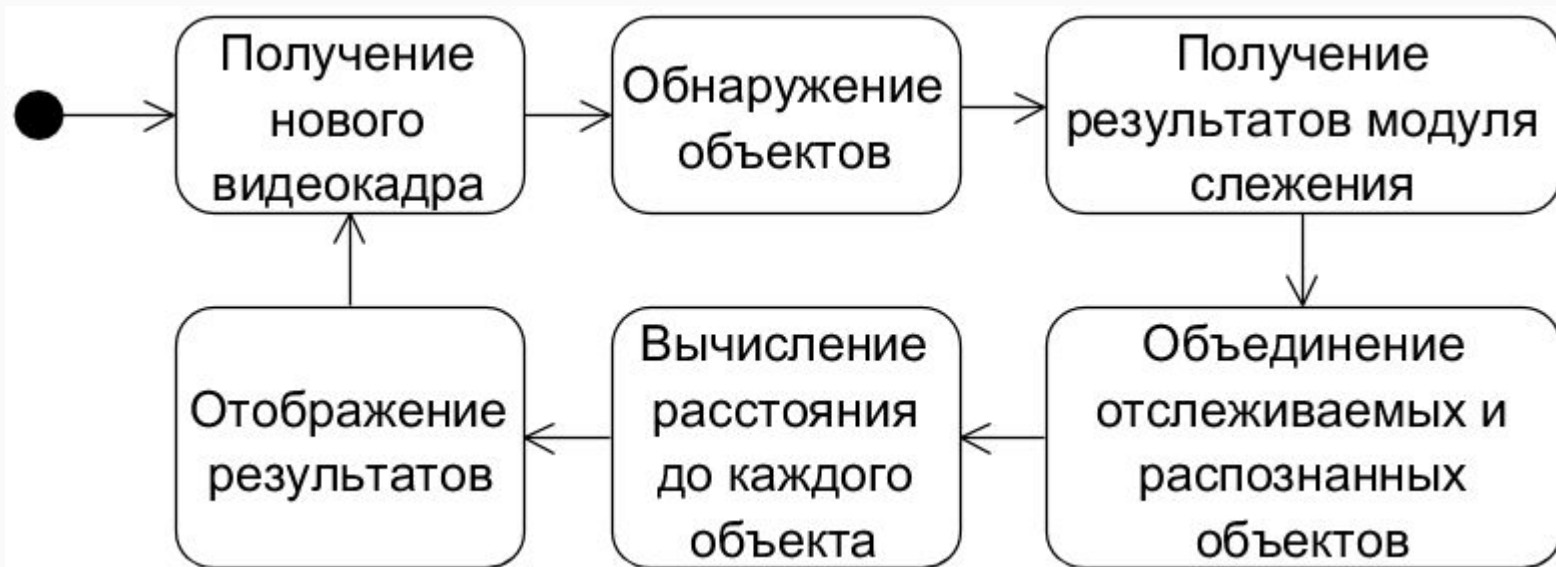 Получение
нового
видеокадра
Обнаружение
объектов
Получение
результатов модуля
слежения
Объединение
отслеживаемых и
распознанных
объектов
Вычисление
расстояния
до каждого
объекта
Отображение
результатов